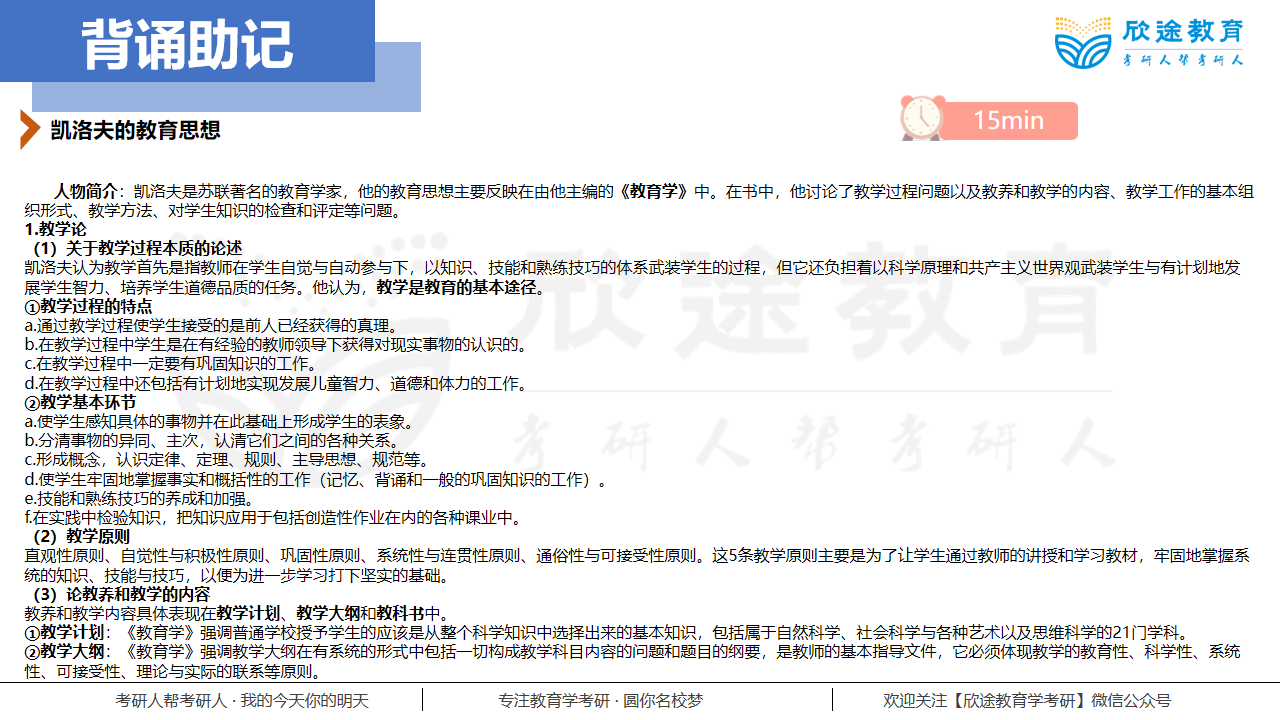 背诵助记
欣途教育
考研人帮考研人
15min
凯洛夫的教育思想
人物简介：凯洛夫是苏联著名的教育学家，他的教育思想主要反映在由他主编的《教育学》中。在书中，他讨论了教学过程问题以及教养和教学的内容、教学工作的基本组
织形式、教学方法、对学生知识的检查和评定等问题。
1.教学论
（1）关于教学过程本质的论述
凯洛夫认为教学首先是指教师在学生自觉与自动参与下，以知识、技能和熟练技巧的体系武装学生的过程，但它还负担着以科学原理和共产主义世界观武装学生与有计划地发
展学生智力、培养学生道德品质的任务。他认为，教学是教育的基本途径。
①教学过程的特点
a.通过教学过程使学生接受的是前人已经获得的真理。
b.在教学过程中学生是在有经验的教师领导下获得对现实事物的认识的。
c.在教学过程中一定要有巩固知识的工作。
d.在教学过程中还包括有计划地实现发展儿童智力、道德和体力的工作。
②教学基本环节
a.使学生感知具体的事物并在此基础上形成学生的表象。
b.分清事物的异同、主次，认清它们之间的各种关系。
c.形成概念，认识定律、定理、规则、主导思想、规范等。
d.使学生牢固地掌握事实和概括性的工作（记忆、背诵和一般的巩固知识的工作）。
e.技能和熟练技巧的养成和加强。
f.在实践中检验知识，把知识应用于包括创造性作业在内的各种课业中。
（2）教学原则
直观性原则、自觉性与积极性原则、巩固性原则、系统性与连贯性原则、通俗性与可接受性原则。这5条教学原则主要是为了让学生通过教师的讲授和学习教材，牢固地掌握系
统的知识、技能与技巧，以便为进一步学习打下坚实的基础。
（3）论教养和教学的内容
教养和教学内容具体表现在教学计划、教学大纲和教科书中。
①教学计划：《教育学》强调普通学校授予学生的应该是从整个科学知识中选择出来的基本知识，包括属于自然科学、社会科学与各种艺术以及思维科学的21门学科。
②教学大纲：《教育学》强调教学大纲在有系统的形式中包括一切构成教学科目内容的问题和题目的纲要，是教师的基本指导文件，它必须体现教学的教育性、科学性、系统
性、可接受性、理论与实际的联系等原则。
欣途教育
考研人帮考研人
考研人帮考研人 · 我的今天你的明天
专注教育学考研 · 圆你名校梦
欢迎关注【欣途教育学考研】微信公众号